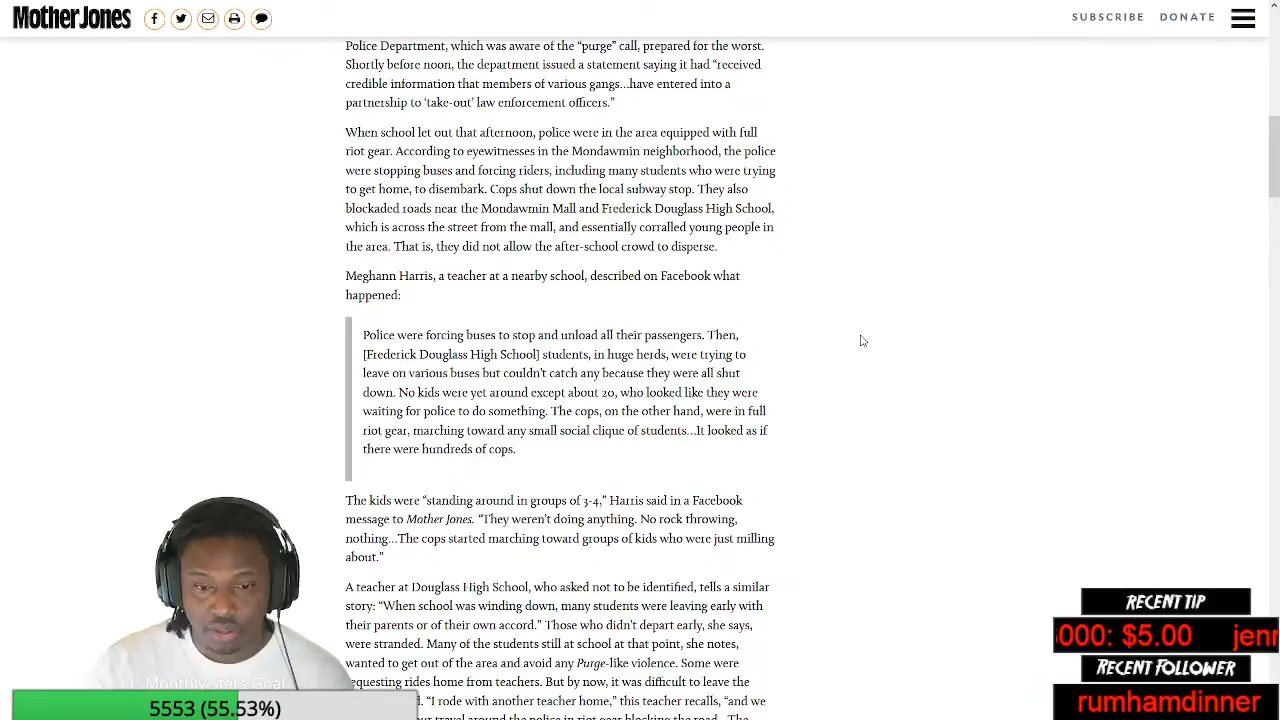 MotherJones
SUBSCRIBE DONATE
Police Department, which was aware of the “purge” call, prepared for the worst.
Shortly before noon, the department issued a statement saying it had “received
credible information that members of various gangs…have entered into a
partnership to ‘take-out’ law enforcement officers.”
When school let out that afternoon, police were in the area equipped with full
riot gear. According to eyewitnesses in the Mondawmin neighborhood, the police
were stopping buses and forcing riders, including many students who were trying
to get home, to disembark. Cops shut down the local subway stop. They also
blockaded roads near the Mondawmin Mall and Frederick Douglass High School,
which is across the street from the mall, and essentially corralled young people in
the area. That is, they did not allow the after-school crowd to disperse.
Meghann Harris, a teacher at a nearby school, described on Facebook what
happened:
Police were forcing buses to stop and unload all their passengers. Then,
[Frederick Douglass High School] students, in huge herds, were trying to
leave on various buses but couldn’t catch any because they were all shut
down. No kids were yet around except about 20, who looked like they were
waiting for police to do something. The cops, on the other hand, were in full
riot gear, marching toward any small social clique of students…It looked as if
there were hundreds of cops.
The kids were “standing around in groups of 3-4,” Harris said in a Facebook
message to Mother Jones. “They weren’t doing anything. No rock throwing,
nothing…The cops started marching toward groups of kids who were just milling
about.”
A teacher at Douglass High School, who asked not to be identified, tells a similar
story: “When school was winding down, many students were leaving early with
their parents or of their own accord.” Those who didn’t depart early, she says,
were stranded. Many of the students still at school at that point, she notes,
wanted to get out of the area and avoid any Purge-like violence. Some were
requesting rides home from teachers. But by now, it was difficult to leave the
“I rode with another teacher home,” this teacher recalls, “and we
our travel around the police in riot gear blocking the road…The
RECENT TIP
000: $5.00 jenn
RECENT FOLLOWER
rumhamdinner
Monthly Stars Goal
5553 (55.53%)